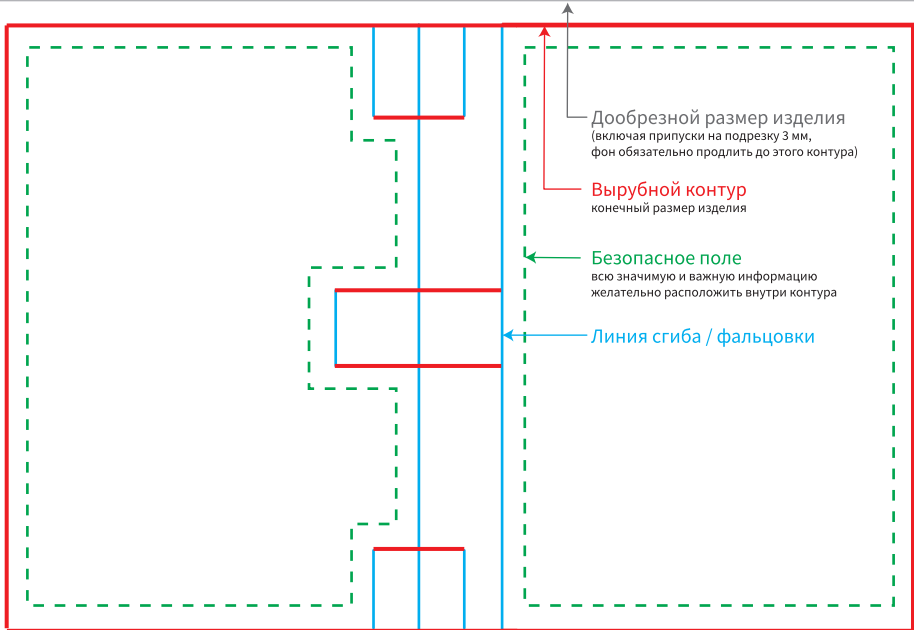 Дообрезной размер изделия
(включая припуски на подрезку 3 мм,
фон обязательно продлить до этого контура)
Вырубной контур
конечный размер изделия
Безопасное поле
всю значимую и важную информацию
желательно расположить внутри контура
Линия сгиба / фальцовки